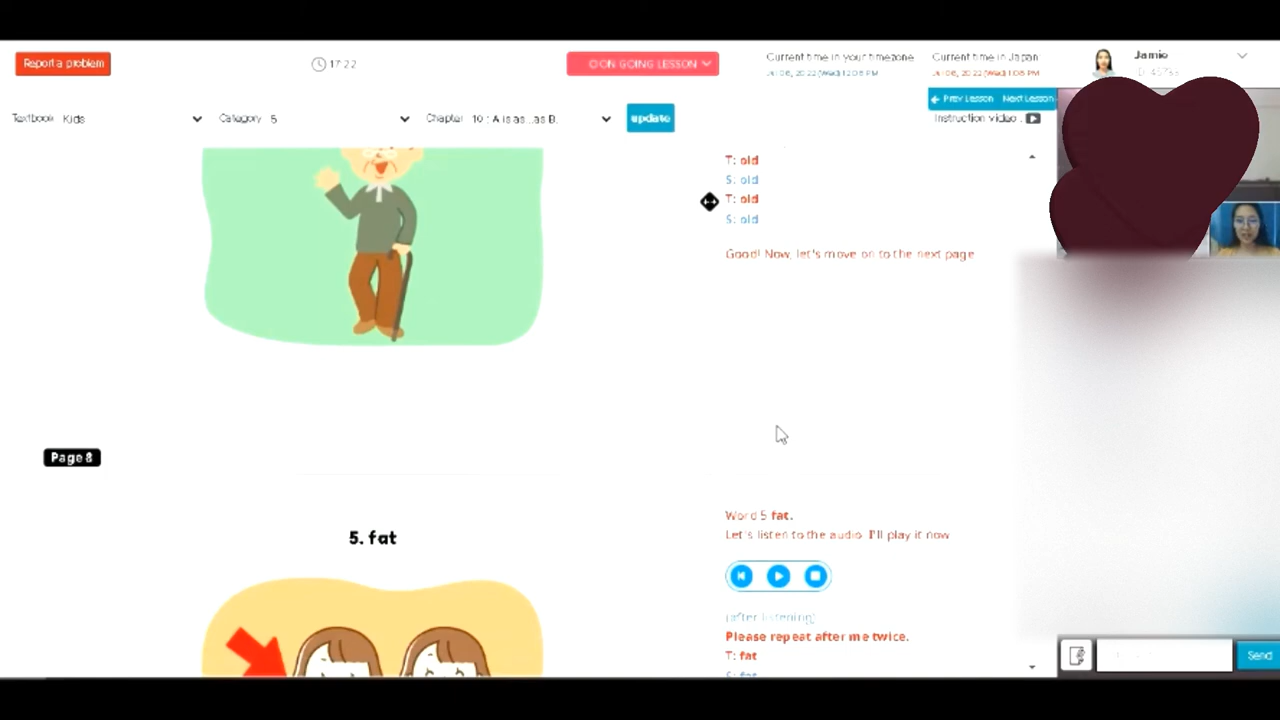 Report a problem
17:22
ON GOING LESSON
Current time in your timezone
Current time in Japan
Jamie
Prev Lesson
Next Lesson
Textbook
Kids
Category
5
Chapter
10 : A is as...as B.
update
Instruction video
T: old
S: old
T: old
S: old
Good! Now, let's move on to the next page
Page 8
Word 5 fat.
Let's listen to the audio. I'll play it now
5. fat
(after listening)
Please repeat after me twice.
T: fat
S: fat
Send